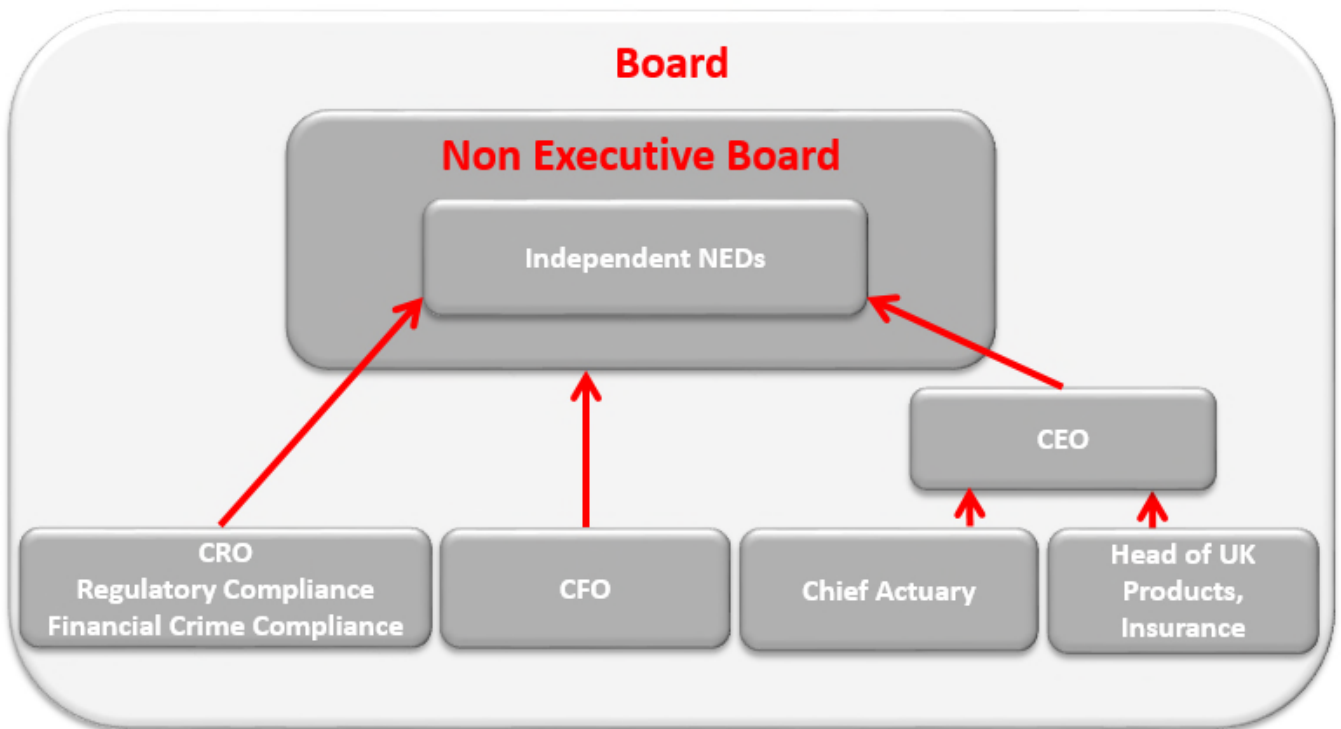 Board
Non Executive Board
Independent NEDs
CEO
CRO
Regulatory Compliance
Financial Crime Compliance
CFO
Chief Actuary
Head of UK
Products,
Insurance